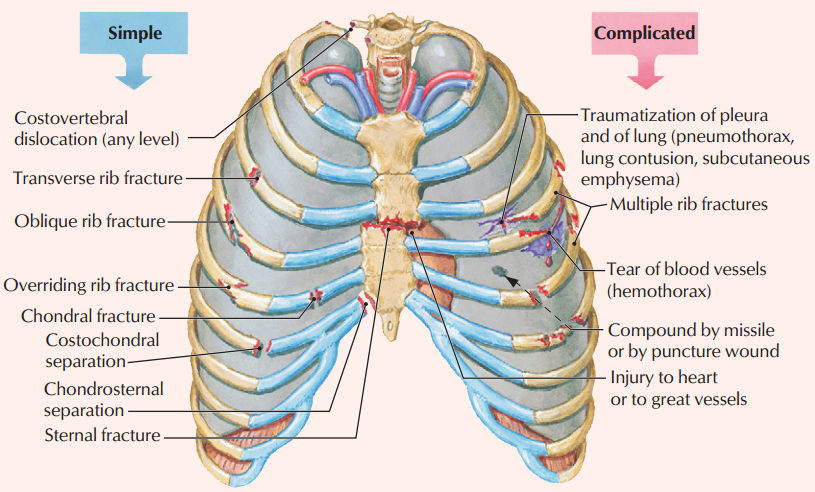 Simple
Complicated
Costovertebral
dislocation (any level)
Transverse rib fracture
Oblique rib fracture
Overriding rib fracture
Chondral fracture
Costochondral
separation
Chondrosternal
separation
Sternal fracture
Traumatization of pleura
and of lung (pneumothorax,
lung contusion, subcutaneous
emphysema)
Multiple rib fractures
Tear of blood vessels
(hemothorax)
Compound by missile
or by puncture wound
Injury to heart
or to great vessels